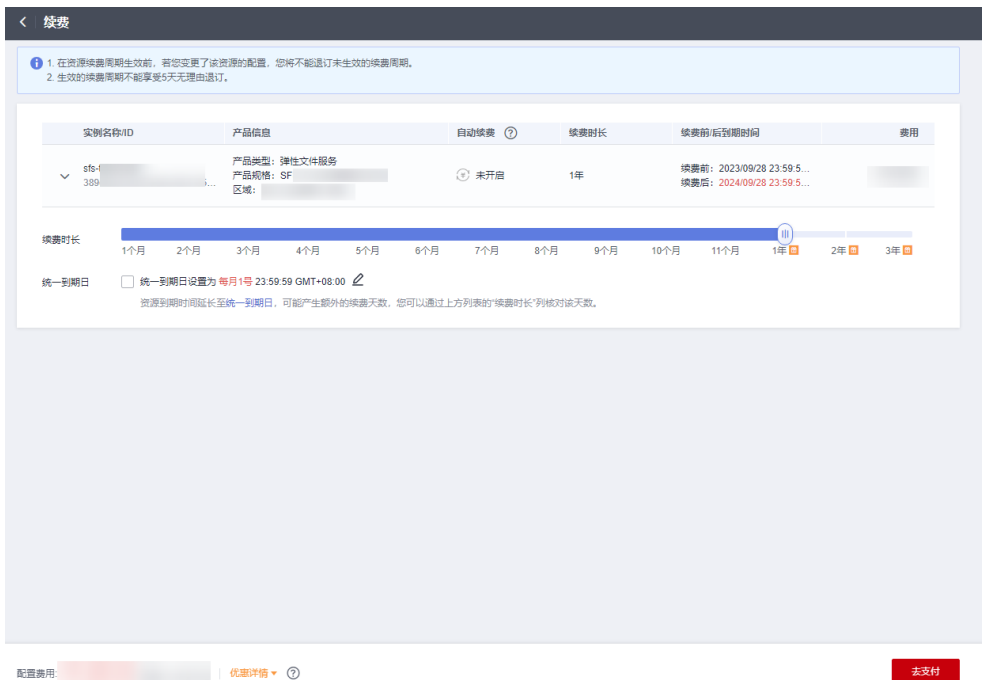 续费
1. 在资源续费周期生效前，若您变更了该资源的配置，您将不能退订未生效的续费周期。
2. 生效的续费周期不能享受5天无理由退订。
实例名称/ID 产品信息 自动续费 续费时长 续费前/后到期时间 费用
产品类型：弹性文件服务
sfs- 产品规格：SF 未开启 1年 续费前：2023/09/28 23:59:5...
389 区域： 续费后：2024/09/28 23:59:5...
续费时长
1个月 2个月 3个月 4个月 5个月 6个月 7个月 8个月 9个月 10个月 11个月 1年 2年 3年
统一到期日 统一到期日设置为 每月1号 23:59:59 GMT+08:00
资源到期时间延长至统一到期日，可能产生额外的续费天数，您可以通过上方列表的“续费时长”列核对该天数。
配置费用: 优惠详情 去支付